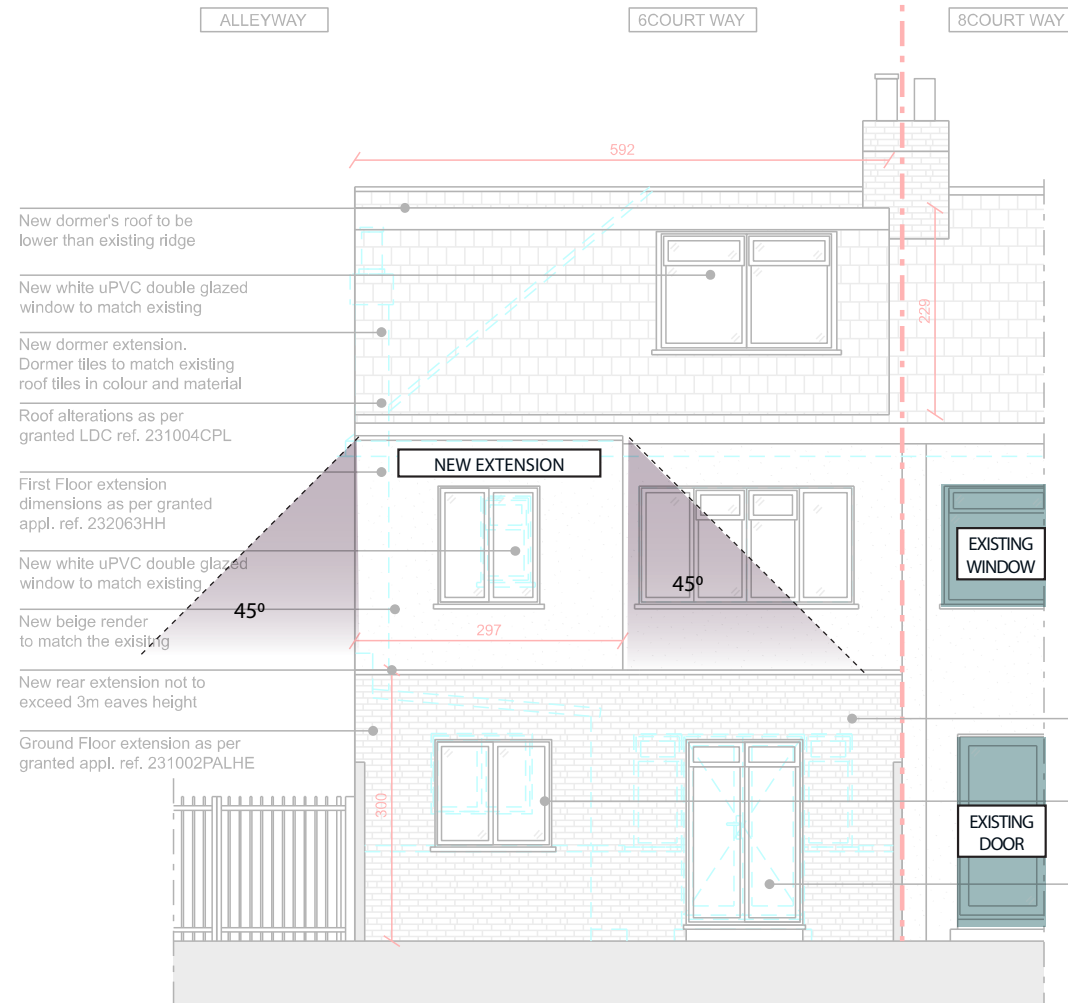 ALLEYWAY
6COURT WAY
8COURT WAY
592
New dormer's roof to be
lower than existing ridge
New white uPVC double glazed
window to match existing
229
New dormer extension.
Dormer tiles to match existing
roof tiles in colour and material
Roof alterations as per
granted LDC ref. 231004CPL
NEW EXTENSION
First Floor extension
dimensions as per granted
appl. ref. 232063HH
EXISTING
WINDOW
New white uPVC double glazed
window to match existing
45º
45º
New beige render
to match the exisitng
297
New rear extension not to
exceed 3m eaves height
Ground Floor extension as per
granted appl. ref. 231002PALHE
300
EXISTING
DOOR